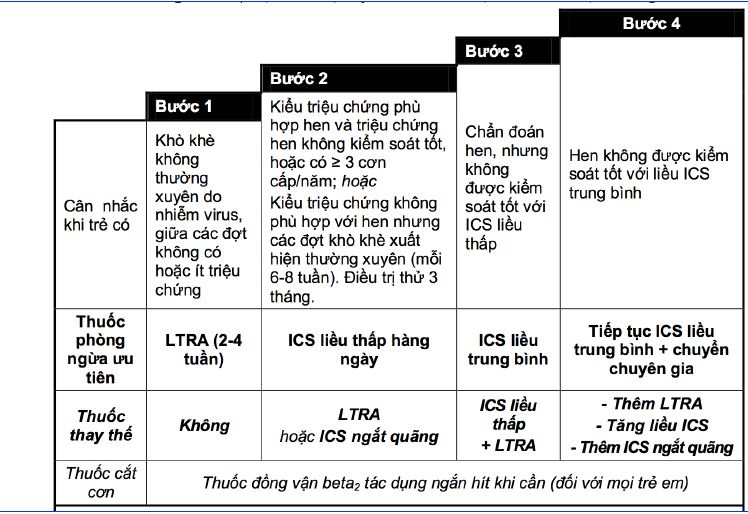 Bước 4
Bước 3
Bước 2
Bước 1
Cân nhắc
khi trẻ có
Khò khè
không
thường
xuyên do
nhiễm virus,
giữa các đợt
không có
hoặc ít triệu
chứng
Kiểu triệu chứng phù
hợp hen và triệu chứng
hen không kiểm soát tốt,
hoặc có ≥ 3 cơn
cấp/năm; hoặc
Kiểu triệu chứng không
phù hợp với hen nhưng
các đợt khò khè xuất
hiện thường xuyên (mỗi
6-8 tuần). Điều trị thử 3
tháng.
Chẩn đoán
hen, nhưng
không
được kiểm
soát tốt với
ICS liều
thấp
Hen không được kiểm
soát tốt với liều ICS
trung bình
Thuốc
phòng
ngừa ưu
tiên
LTRA (2-4
tuần)
ICS liều thấp hàng
ngày
ICS liều
trung bình
Tiếp tục ICS liều
trung bình + chuyển
chuyên gia
Thuốc
thay thế
Không
LTRA
hoặc ICS ngắt quãng
ICS liều
thấp
+ LTRA
- Thêm LTRA
- Tăng liều ICS
- Thêm ICS ngắt quãng
Thuốc cắt
cơn
Thuốc đồng vận beta₂ tác dụng ngắn hít khi cần (đối với mọi trẻ em)